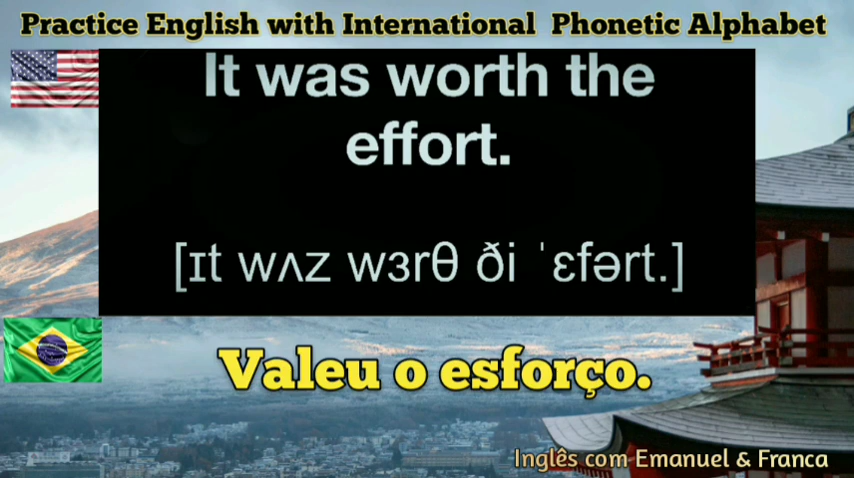 Practice English with International Phonetic Alphabet
It was worth the
effort.
[ɪt wʌz wɜrθ ði ˈɛfərt.]
Valeu o esforço.
Inglês com Emanuel & Franca